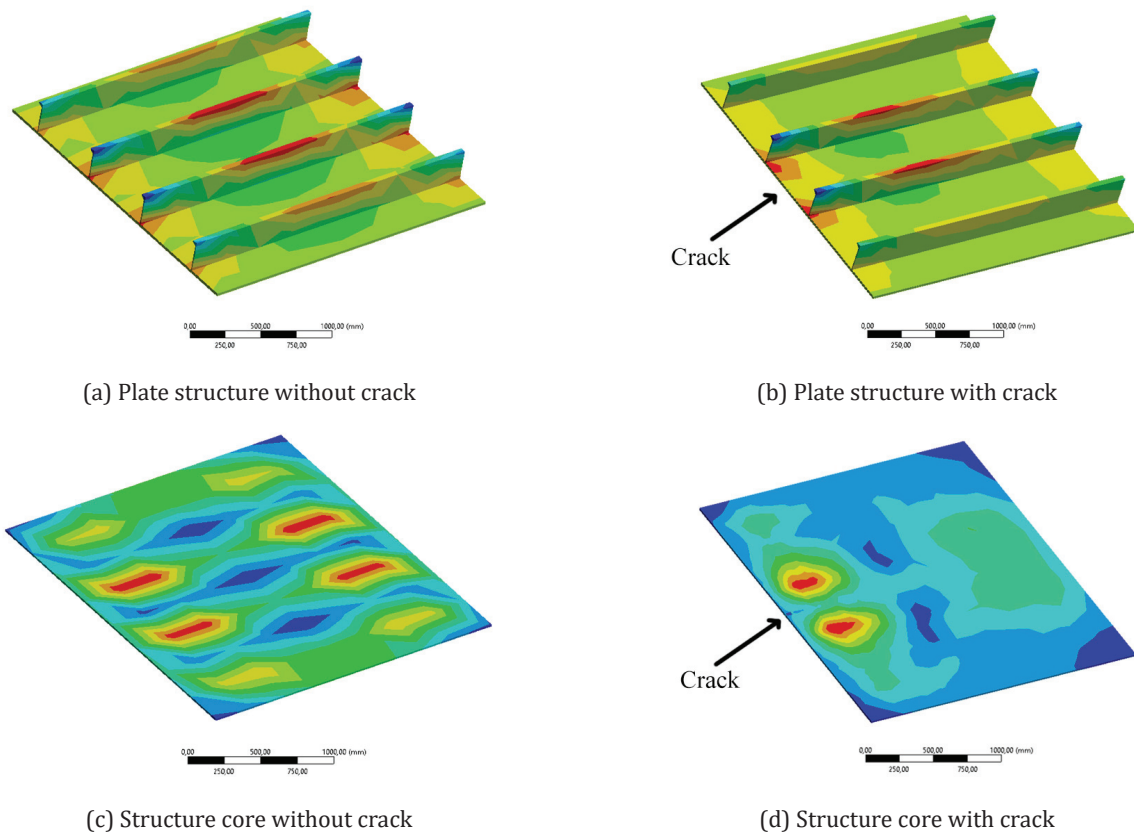 0,00 500,00 1000,00 (mm)
250,00 750,00
(a) Plate structure without crack
Crack
0,00 500,00 1000,00 (mm)
250,00 750,00
(b) Plate structure with crack
0,00 500,00 1000,00 (mm)
250,00 750,00
(c) Structure core without crack
Crack
0,00 500,00 1000,00 (mm)
250,00 750,00
(d) Structure core with crack